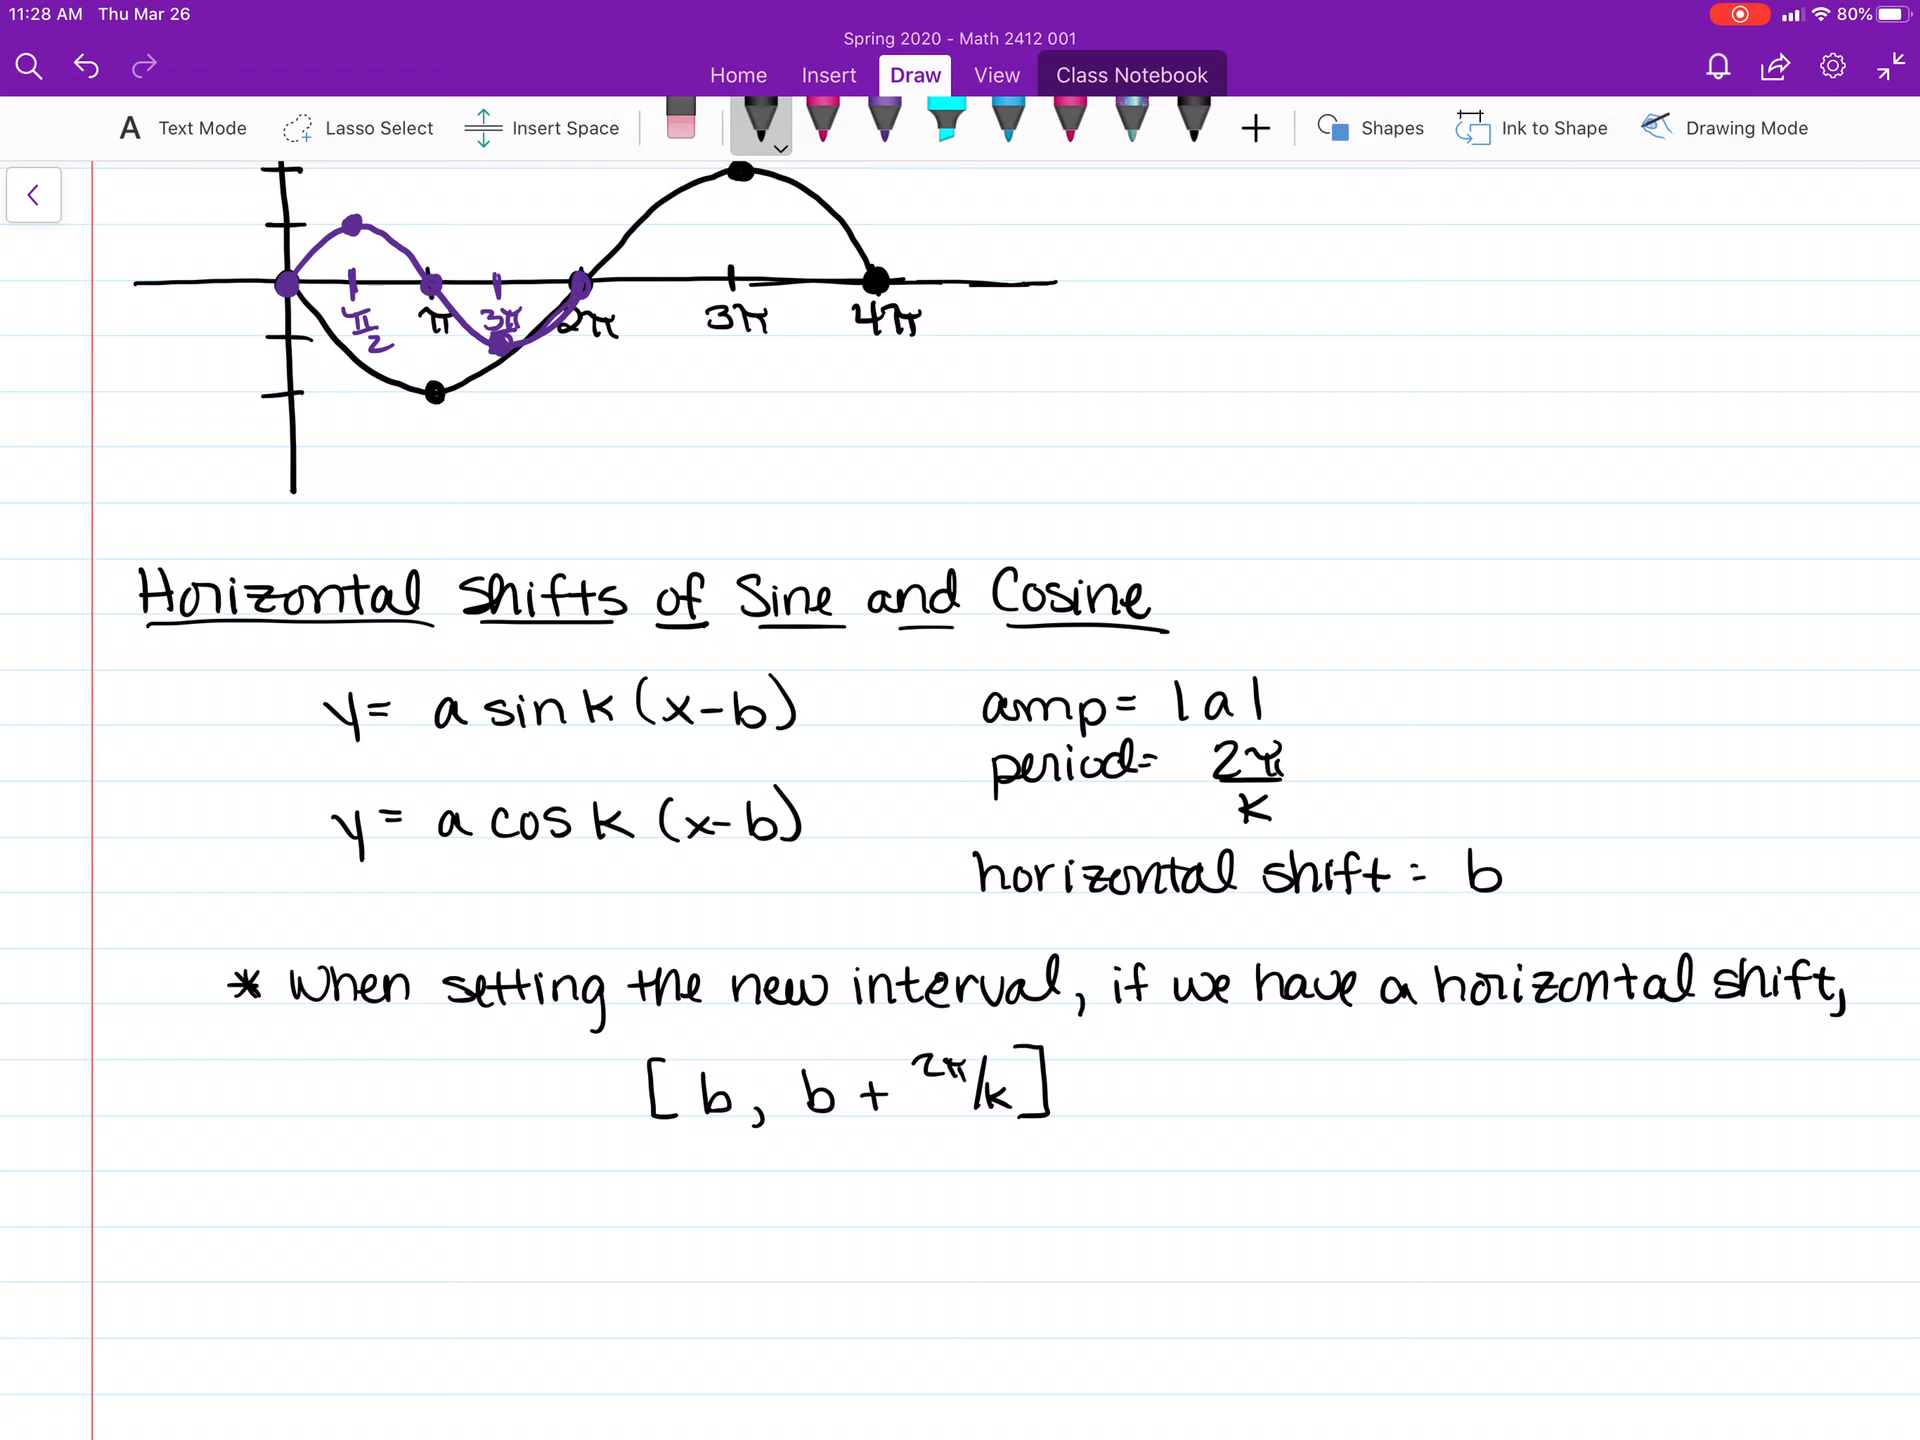 11:28 AM Thu Mar 26
80%
Spring 2020 - Math 2412 001
Home Insert Draw View Class Notebook
A Text Mode Lasso Select Insert Space Shapes Ink to Shape Drawing Mode
π/2 π 3π 2π 3π 4π
Horizontal shifts of Sine and Cosine
y = a sin k (x-b) amp = |a|
period = 2π/k
y = a cos k (x-b)
horizontal shift = b
* When setting the new interval, if we have a horizontal shift,
[b, b + 2π/k]